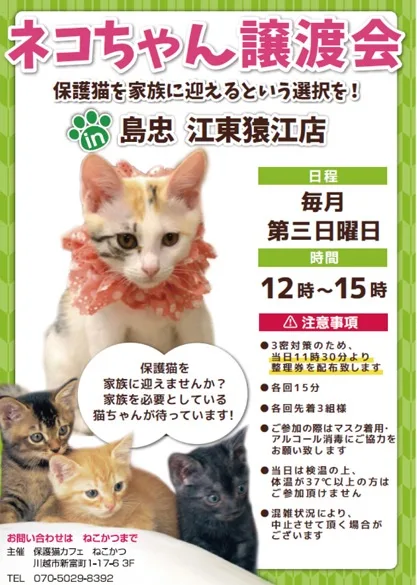 ネコちゃん譲渡会
保護猫を家族に迎えるという選択を!
in 島忠 江東猿江店
日程
毎月
第三日曜日
時間
12時～15時
注意事項
●3密対策のため、
当日11時30分より
整理券を配布致します
●各回15分
●各回先着3組様
●ご参加の際はマスク着用・
アルコール消毒にご協力を
お願い致します
●当日は検温の上、
体温が37℃以上の方は
ご参加頂けません
●混雑状況により、
中止させて頂く場合が
ございます
保護猫を
家族に迎えませんか?
家族を必要としている
猫ちゃんが待っています!
お問い合わせは ねこかつまで
主催 保護猫カフェ ねこかつ
川越市新富町1-17-6 3F
TEL 070-5029-8392